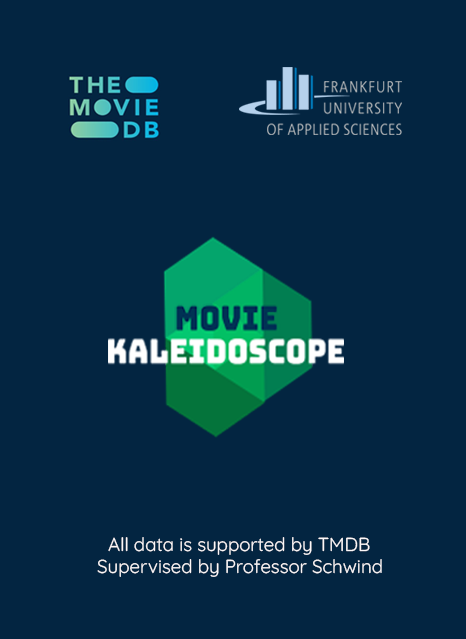 THE
MOVIE
DB
FRANKFURT
UNIVERSITY
OF APPLIED SCIENCES
MOVIE
KALEIDOSCOPE
All data is supported by TMDB
Supervised by Professor Schwind